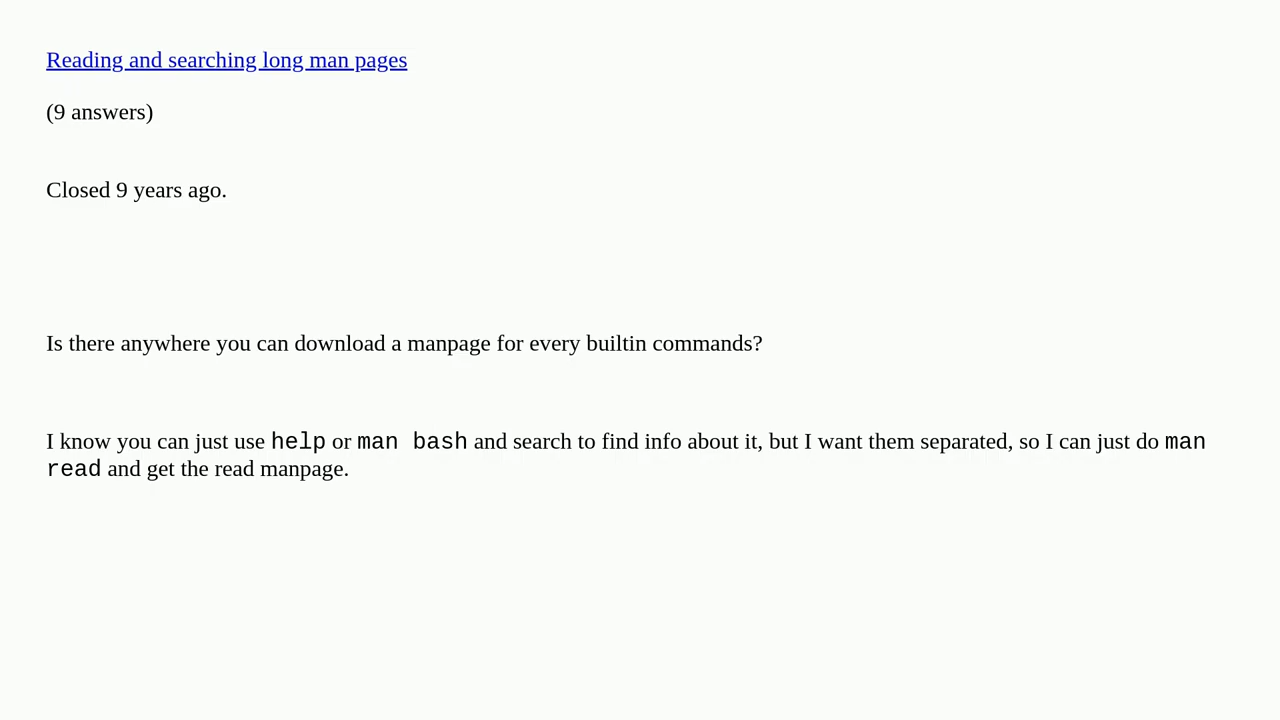 Reading and searching long man pages
(9 answers)
Closed 9 years ago.
Is there anywhere you can download a manpage for every builtin commands?
I know you can just use help or man bash and search to find info about it, but I want them separated, so I can just do man
read and get the read manpage.